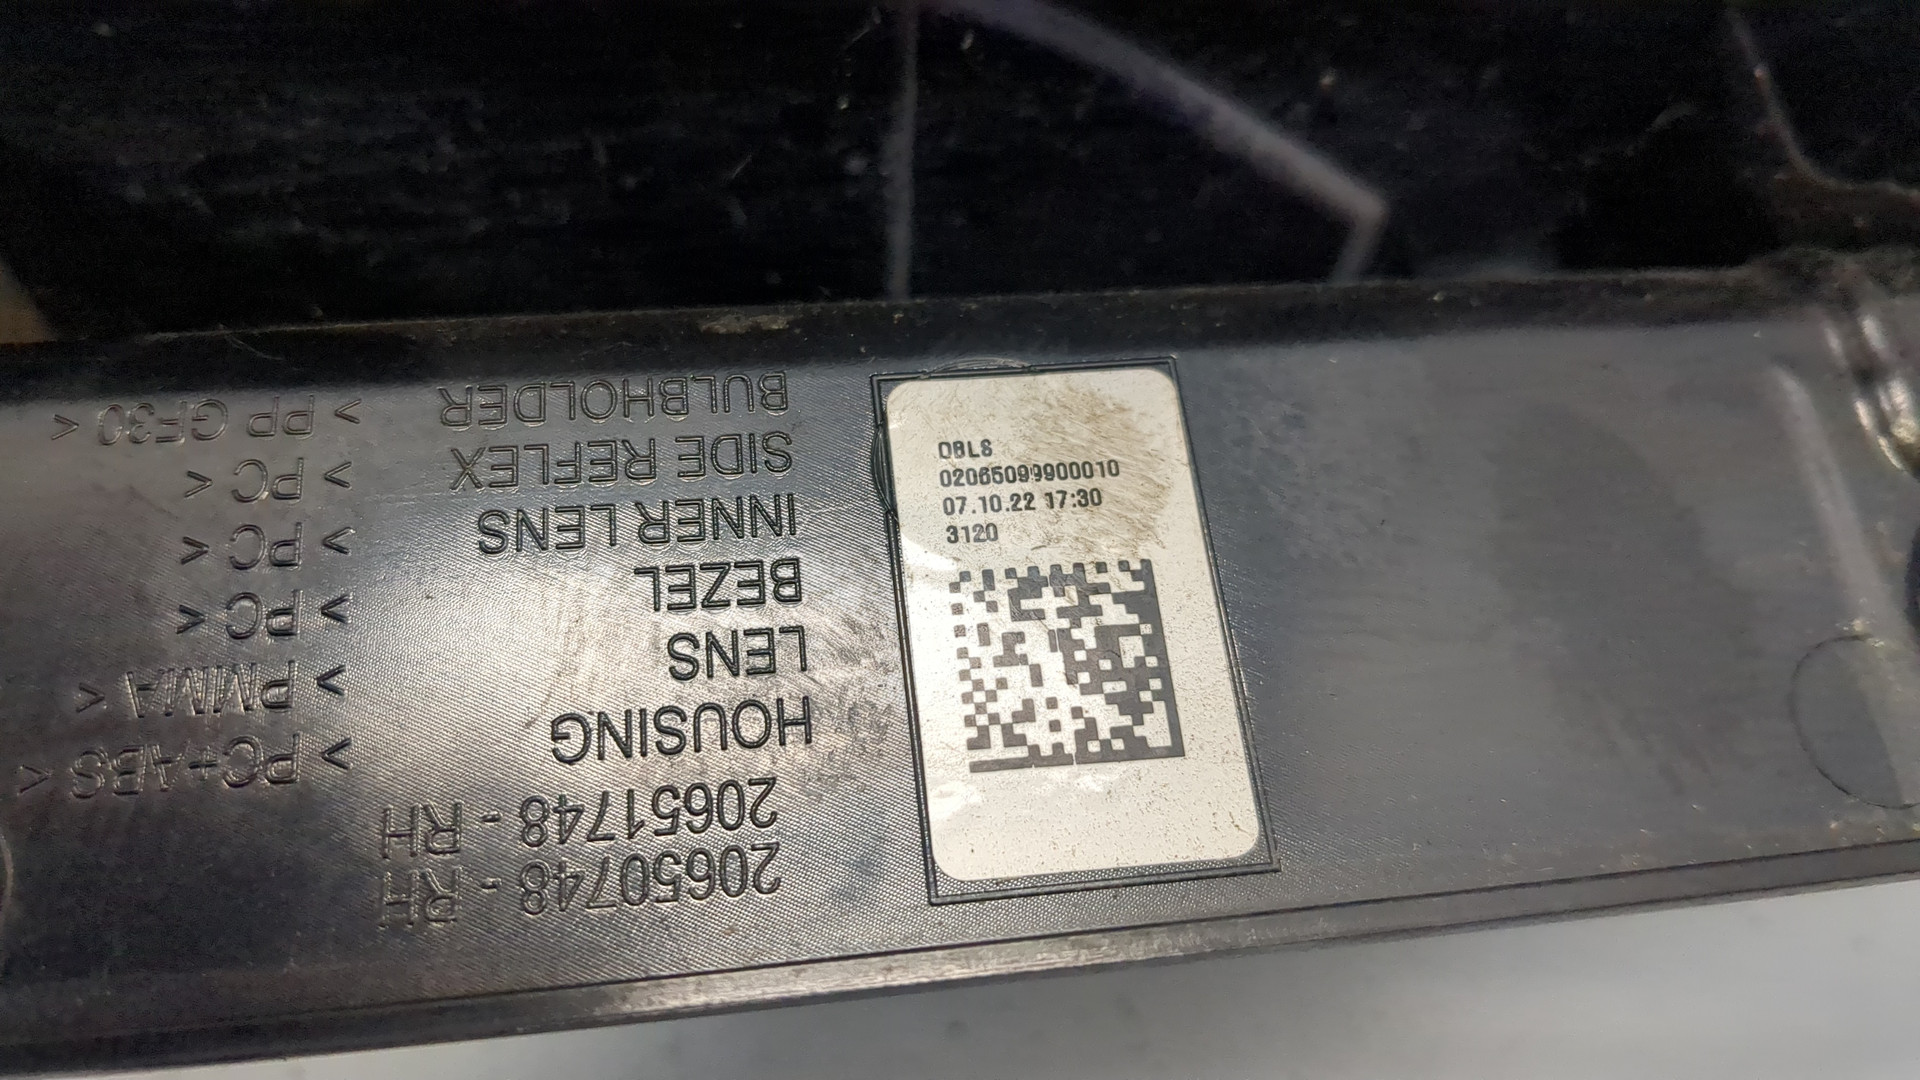 20650748 - RH
20651748 - RH
HOUSING > PC+ABS <
LENS > PMMA <
BEZEL > PC <
INNER LENS > PC <
SIDE REFLEX > PC <
BULBHOLDER > PP GF30 <
OBLS
02065099900010
07.10.22 17:30
3120